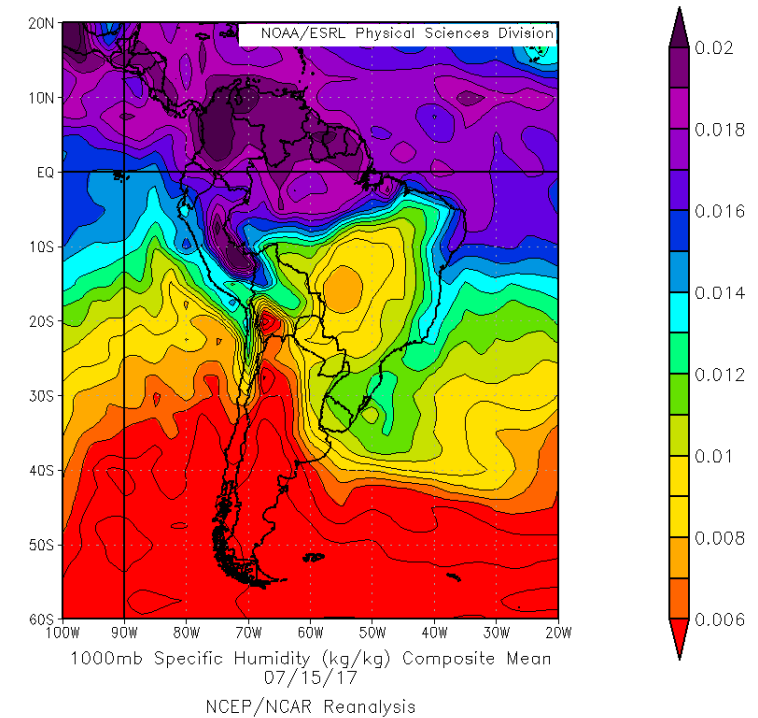 NOAA/ESRL Physical Sciences Division
20N
10N
EQ
10S
20S
30S
40S
50S
60S
100W 90W 80W 70W 60W 50W 40W 30W 20W
0.02
0.018
0.016
0.014
0.012
0.01
0.008
0.006
1000mb Specific Humidity (kg/kg) Composite Mean
07/15/17
NCEP/NCAR Reanalysis